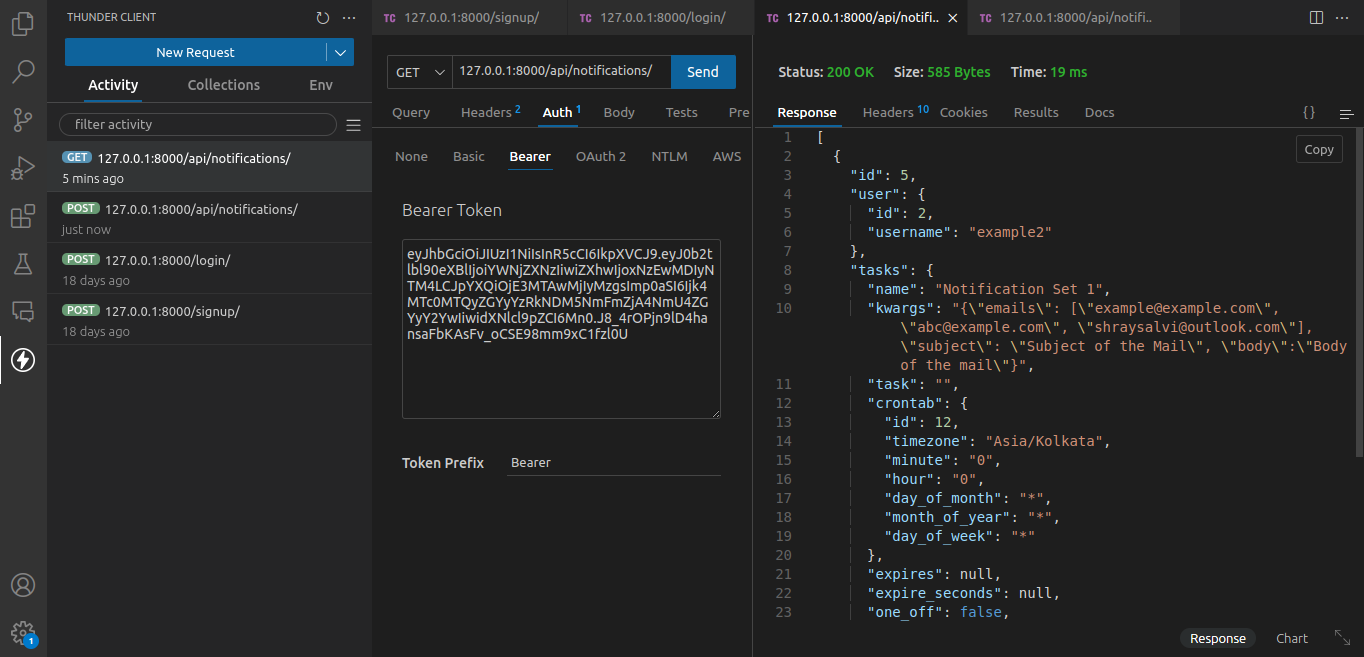 THUNDER CLIENT
New Request
Activity Collections Env
filter activity
GET 127.0.0.1:8000/api/notifications/
5 mins ago
POST 127.0.0.1:8000/api/notifications/
just now
POST 127.0.0.1:8000/login/
18 days ago
POST 127.0.0.1:8000/signup/
18 days ago
1
TC 127.0.0.1:8000/signup/
TC 127.0.0.1:8000/login/
TC 127.0.0.1:8000/api/notifi..
TC 127.0.0.1:8000/api/notifi..
GET 127.0.0.1:8000/api/notifications/ Send
Query Headers 2 Auth 1 Body Tests Pre
None Basic Bearer OAuth 2 NTLM AWS
Bearer Token
eyJhbGciOiJIUzI1NiIsInR5cCI6IkpXVCJ9.eyJ0b2t
lbl90eXBlIjoiYWNjZXNzIiwiZXhwIjoxNzEwMDIyN
TM4LCJpYXQiOjE3MTAwMjIyMzgsImp0aSI6Ijk4
MTc0MTQyZGYyYzRkNDM5NmFmZjA4NmU4ZG
YyY2YwIiwidXNlcl9pZCI6Mn0.J8_4rOPjn9lD4ha
nsaFbKAsFv_oCSE98mm9xC1fzl0U
Token Prefix Bearer
Status: 200 OK Size: 585 Bytes Time: 19 ms
Response Headers 10 Cookies Results Docs {}
Copy
1 [
2 {
3 "id": 5,
4 "user": {
5 "id": 2,
6 "username": "example2"
7 },
8 "tasks": {
9 "name": "Notification Set 1",
10 "kwargs": "{\"emails\": [\"example@example.com\",
\"abc@example.com\", \"shraysalvi@outlook.com\"],
\"subject\": \"Subject of the Mail\", \"body\":\"Body
of the mail\"}",
11 "task": "",
12 "crontab": {
13 "id": 12,
14 "timezone": "Asia/Kolkata",
15 "minute": "0",
16 "hour": "0",
17 "day_of_month": "*",
18 "month_of_year": "*",
19 "day_of_week": "*"
20 },
21 "expires": null,
22 "expire_seconds": null,
23 "one_off": false,
Response Chart